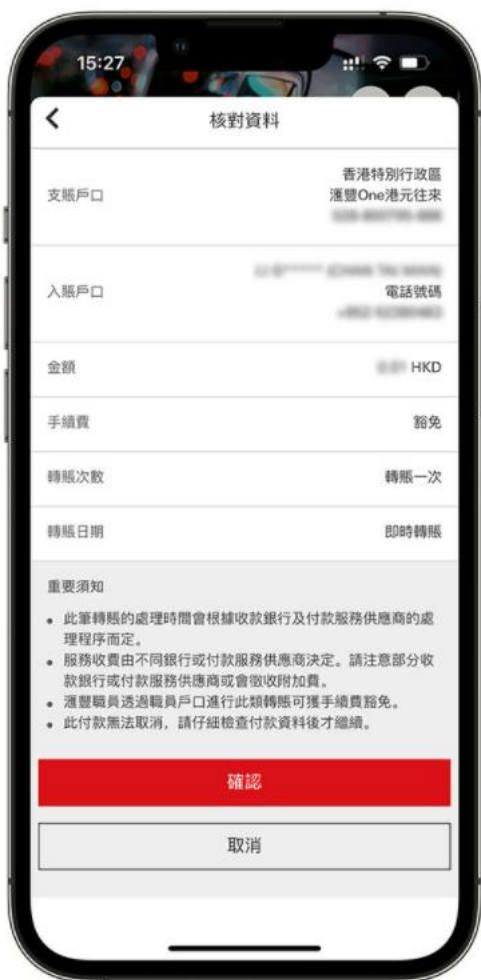 15:27
核對資料
支賬戶口
香港特別行政區
滙豐One港元往來
入賬戶口
電話號碼
金額
HKD
手續費
豁免
轉賬次數
轉賬一次
轉賬日期
即時轉賬
重要須知
• 此筆轉賬的處理時間會根據收款銀行及付款服務供應商的處
理程序而定。
• 服務收費由不同銀行或付款服務供應商決定。請注意部分收
款銀行或付款服務供應商或會徵收附加費。
• 滙豐職員透過職員戶口進行此類轉賬可獲手續費豁免。
• 此付款無法取消，請仔細檢查付款資料後才繼續。
確認
取消